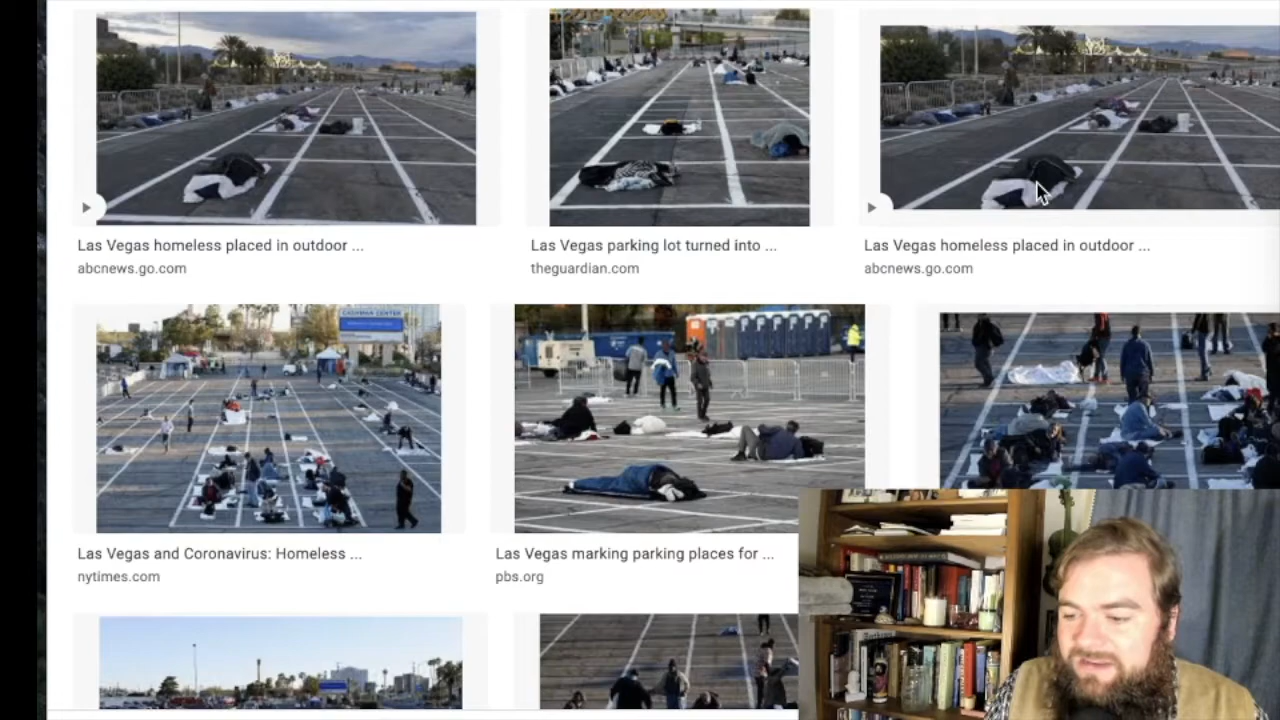 Las Vegas homeless placed in outdoor ...
abcnews.go.com
Las Vegas parking lot turned into ...
theguardian.com
Las Vegas homeless placed in outdoor ...
abcnews.go.com
CASHMAN CENTER
Las Vegas and Coronavirus: Homeless ...
nytimes.com
Las Vegas marking parking places for ...
pbs.org